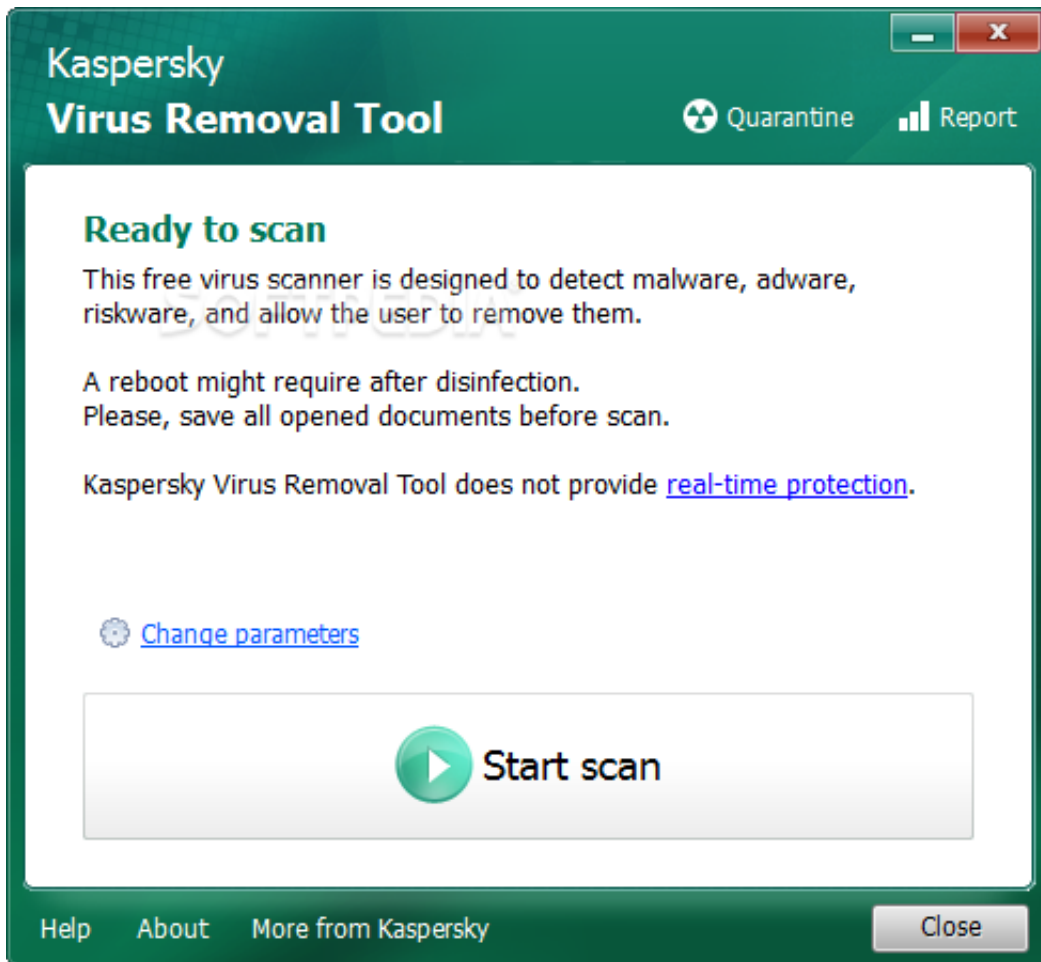 Kaspersky
Virus Removal Tool
Quarantine
Report
Ready to scan
This free virus scanner is designed to detect malware, adware,
riskware, and allow the user to remove them.
SOFTPEDIA
A reboot might require after disinfection.
Please, save all opened documents before scan.
Kaspersky Virus Removal Tool does not provide real-time protection.
Change parameters
Start scan
Help
About
More from Kaspersky
Close